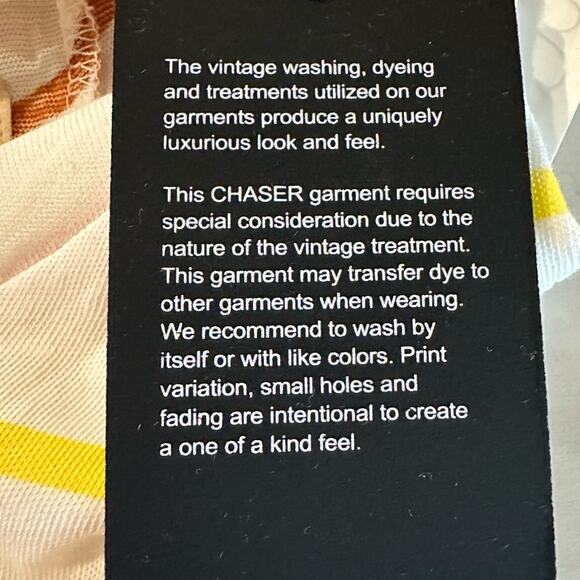 The vintage washing, dyeing
and treatments utilized on our
garments produce a uniquely
luxurious look and feel.
This CHASER garment requires
special consideration due to the
nature of the vintage treatment.
This garment may transfer dye to
other garments when wearing.
We recommend to wash by
itself or with like colors. Print
variation, small holes and
fading are intentional to create
a one of a kind feel.